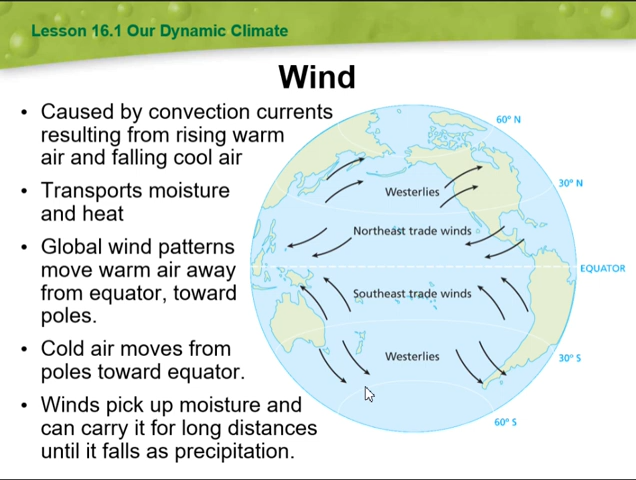 Lesson 16.1 Our Dynamic Climate
Wind
• Caused by convection currents
resulting from rising warm
air and falling cool air
• Transports moisture
and heat
• Global wind patterns
move warm air away
from equator, toward
poles.
• Cold air moves from
poles toward equator.
• Winds pick up moisture and
can carry it for long distances
until it falls as precipitation.
60° N
30° N
Westerlies
Northeast trade winds
EQUATOR
Southeast trade winds
Westerlies
30° S
60° S